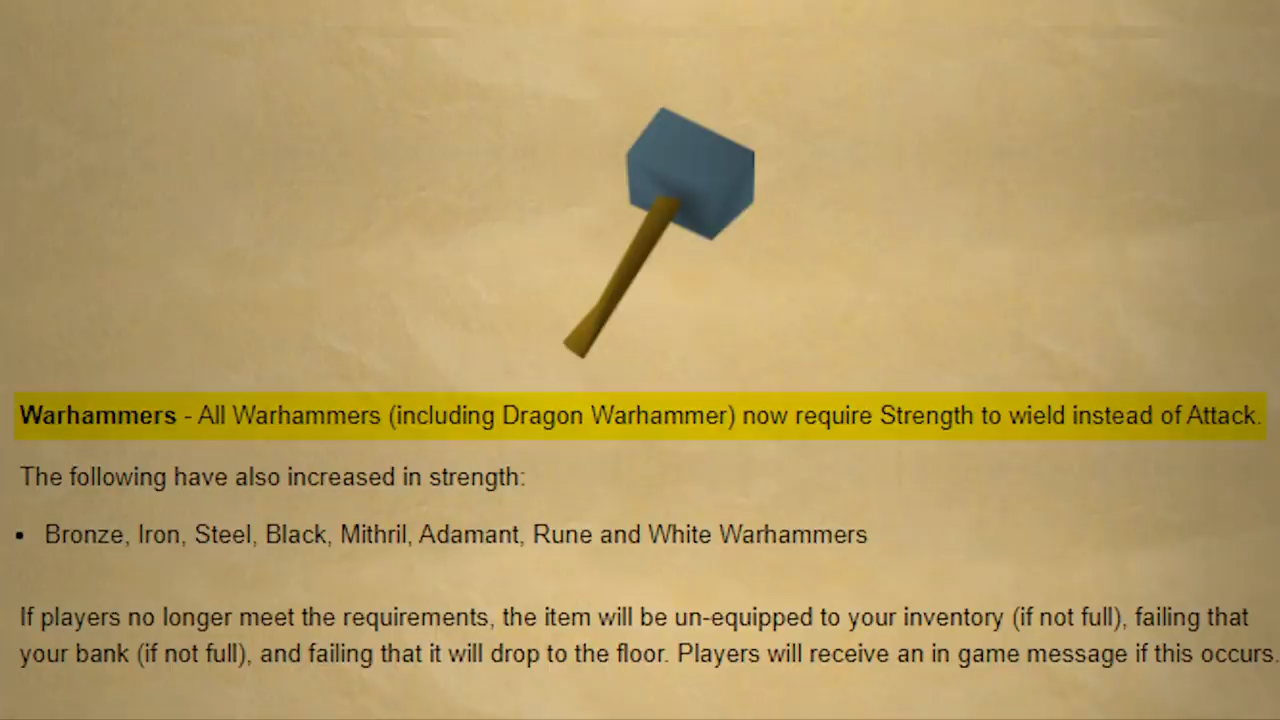 Warhammers - All Warhammers (including Dragon Warhammer) now require Strength to wield instead of Attack.
The following have also increased in strength:
▪ Bronze, Iron, Steel, Black, Mithril, Adamant, Rune and White Warhammers
If players no longer meet the requirements, the item will be un-equipped to your inventory (if not full), failing that
your bank (if not full), and failing that it will drop to the floor. Players will receive an in game message if this occurs.